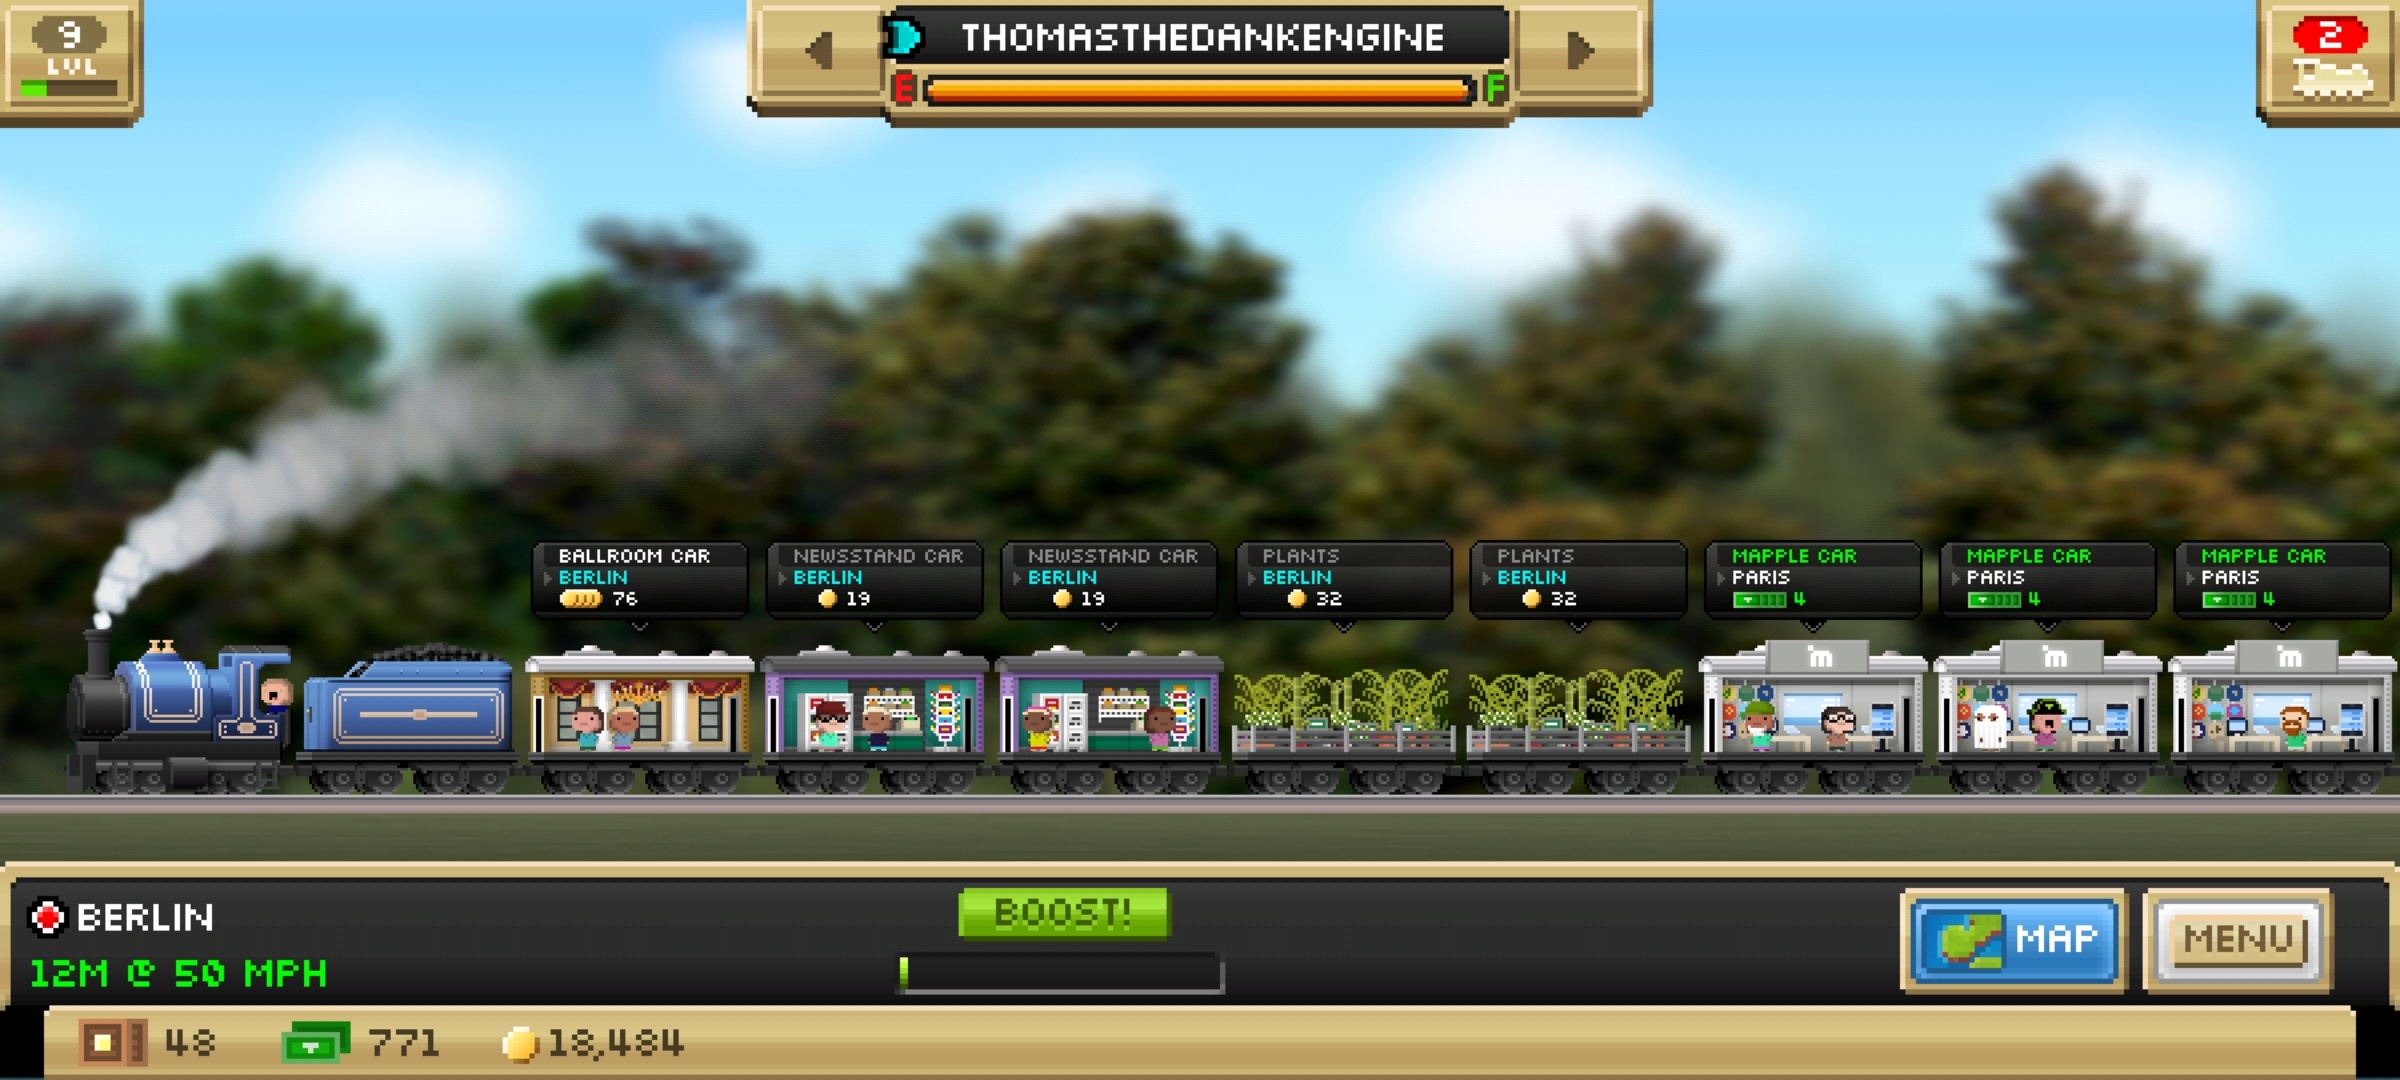 9
LVL
THOMASTHEDANKENGINE
E F
2
BALLROOM CAR
BERLIN
76
NEWSSTAND CAR
BERLIN
19
NEWSSTAND CAR
BERLIN
19
PLANTS
BERLIN
32
PLANTS
BERLIN
32
MAPPLE CAR
PARIS
4
MAPPLE CAR
PARIS
4
MAPPLE CAR
PARIS
4
m
m
m
BERLIN
12M @ 50 MPH
BOOST!
MAP
MENU
48
771
18,484